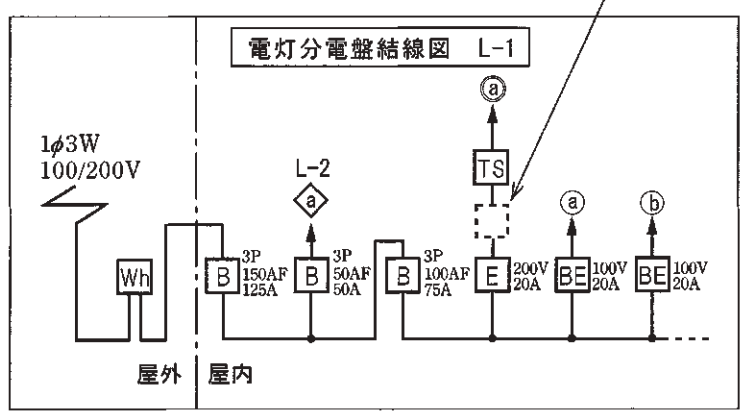 電灯分電盤結線図 L-1
ⓐ
1φ3W
100/200V
TS
L-2
a
ⓐ
ⓑ
Wh
B
3P
150AF
125A
B
3P
50AF
50A
B
3P
100AF
75A
E
200V
20A
BE
100V
20A
BE
100V
20A
屋外
屋内